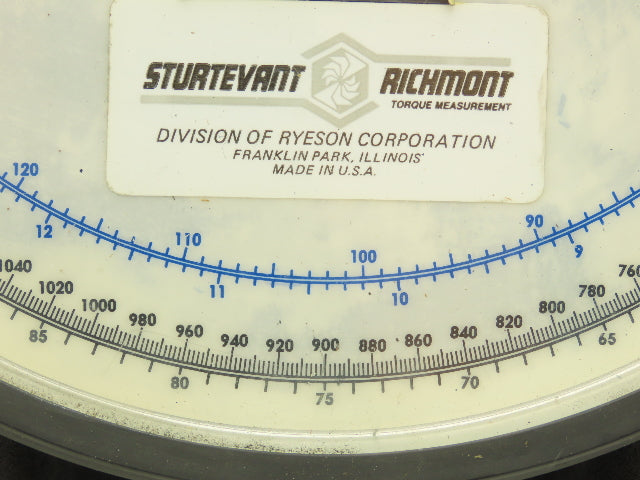 STURTEVANT RICHMONT
TORQUE MEASUREMENT
DIVISION OF RYESON CORPORATION
FRANKLIN PARK, ILLINOIS
MADE IN U.S.A.
120 110 100 90
12 11 10 9
1040 1020 1000 980 960 940 920 900 880 860 840 820 800 780 760
85 80 75 70 65